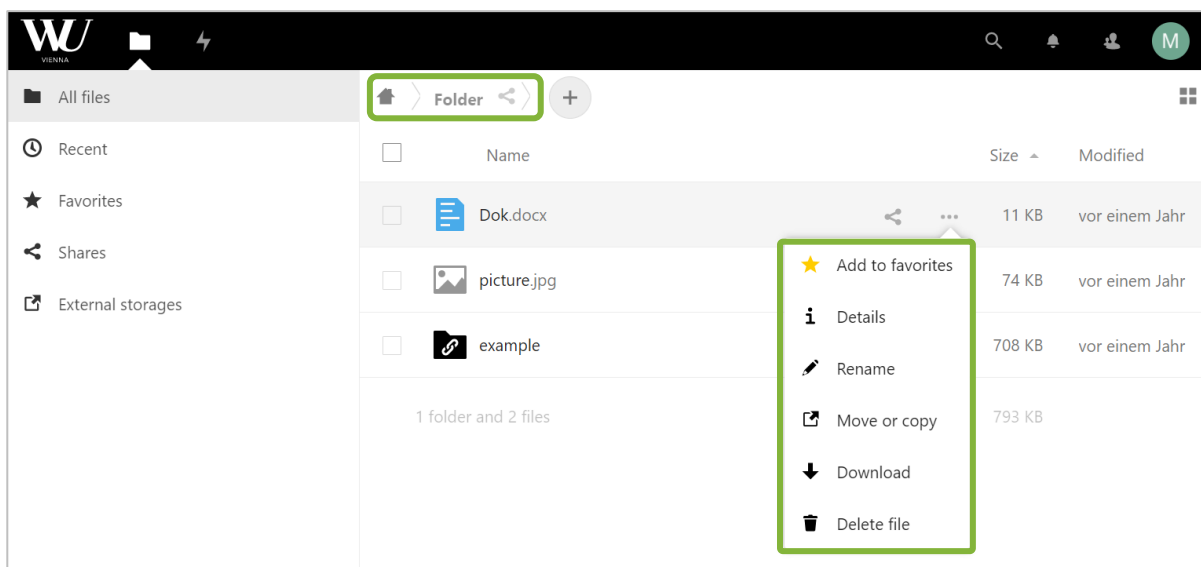 WU
VIENNA
M
All files
Recent
Favorites
Shares
External storages
Folder
+
Name Size Modified
Dok.docx ... 11 KB vor einem Jahr
picture.jpg 74 KB vor einem Jahr
example 708 KB vor einem Jahr
1 folder and 2 files 793 KB
Add to favorites
Details
Rename
Move or copy
Download
Delete file